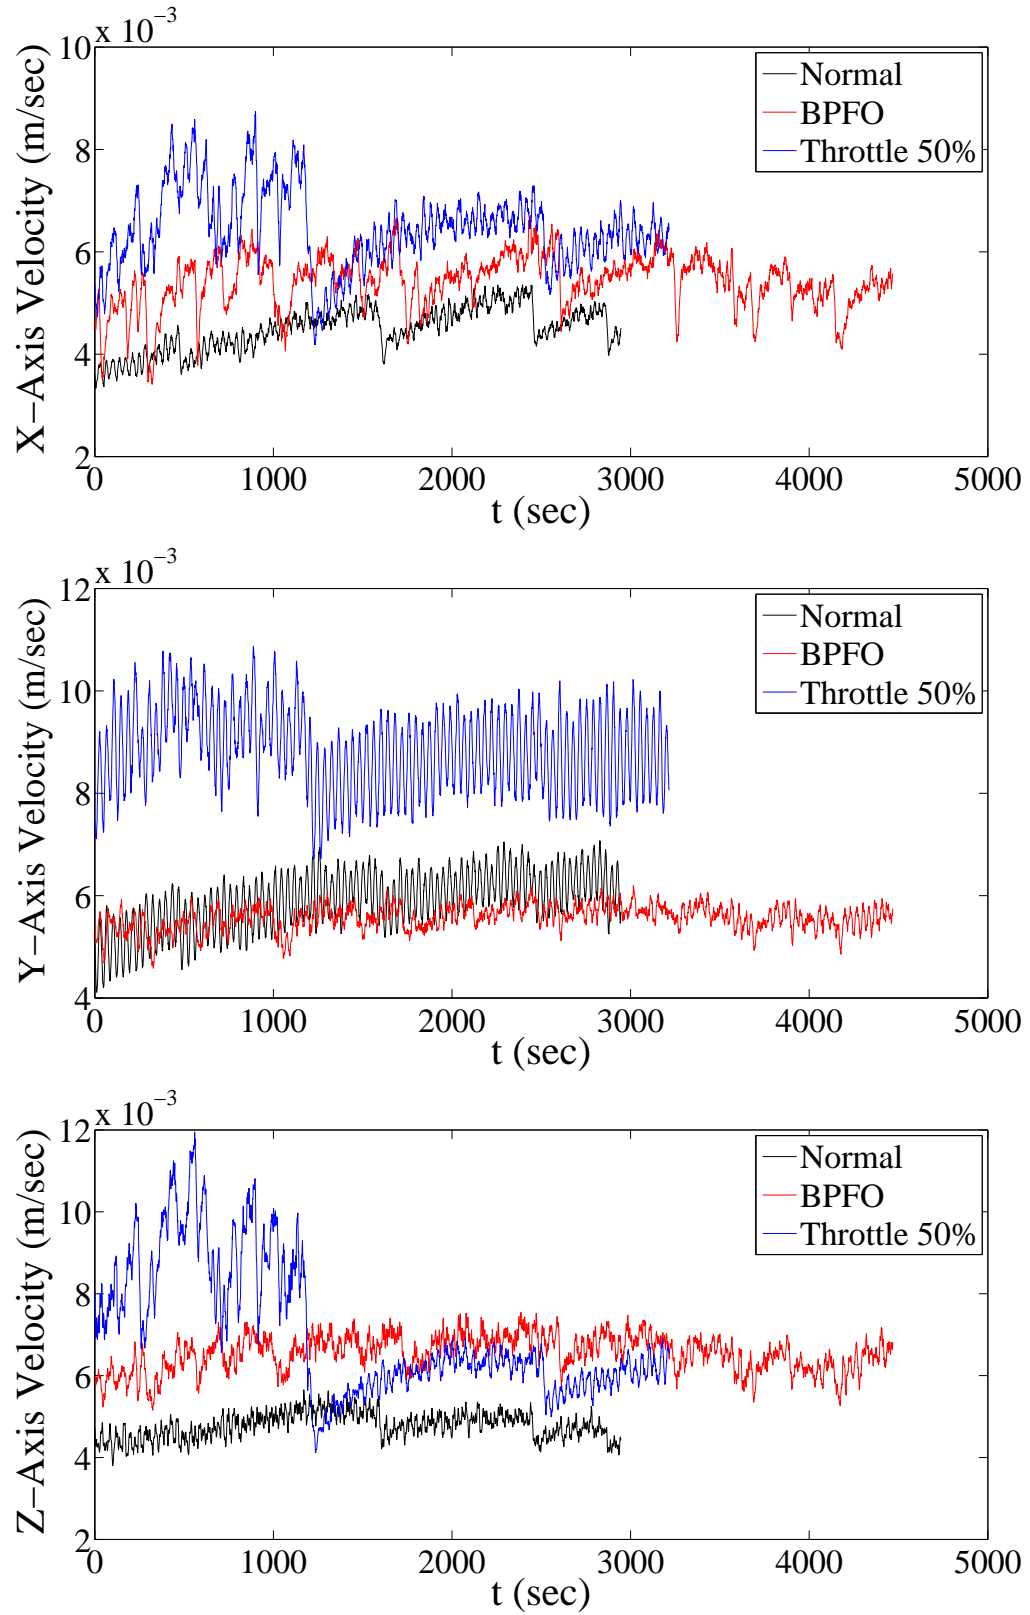 x 10⁻³
10
8
6
4
2
X−Axis Velocity (m/sec)
Normal
BPFO
Throttle 50%
0 1000 2000 3000 4000 5000
t (sec)
x 10⁻³
12
10
8
6
4
Y−Axis Velocity (m/sec)
Normal
BPFO
Throttle 50%
0 1000 2000 3000 4000 5000
t (sec)
x 10⁻³
12
10
8
6
4
2
Z−Axis Velocity (m/sec)
Normal
BPFO
Throttle 50%
0 1000 2000 3000 4000 5000
t (sec)